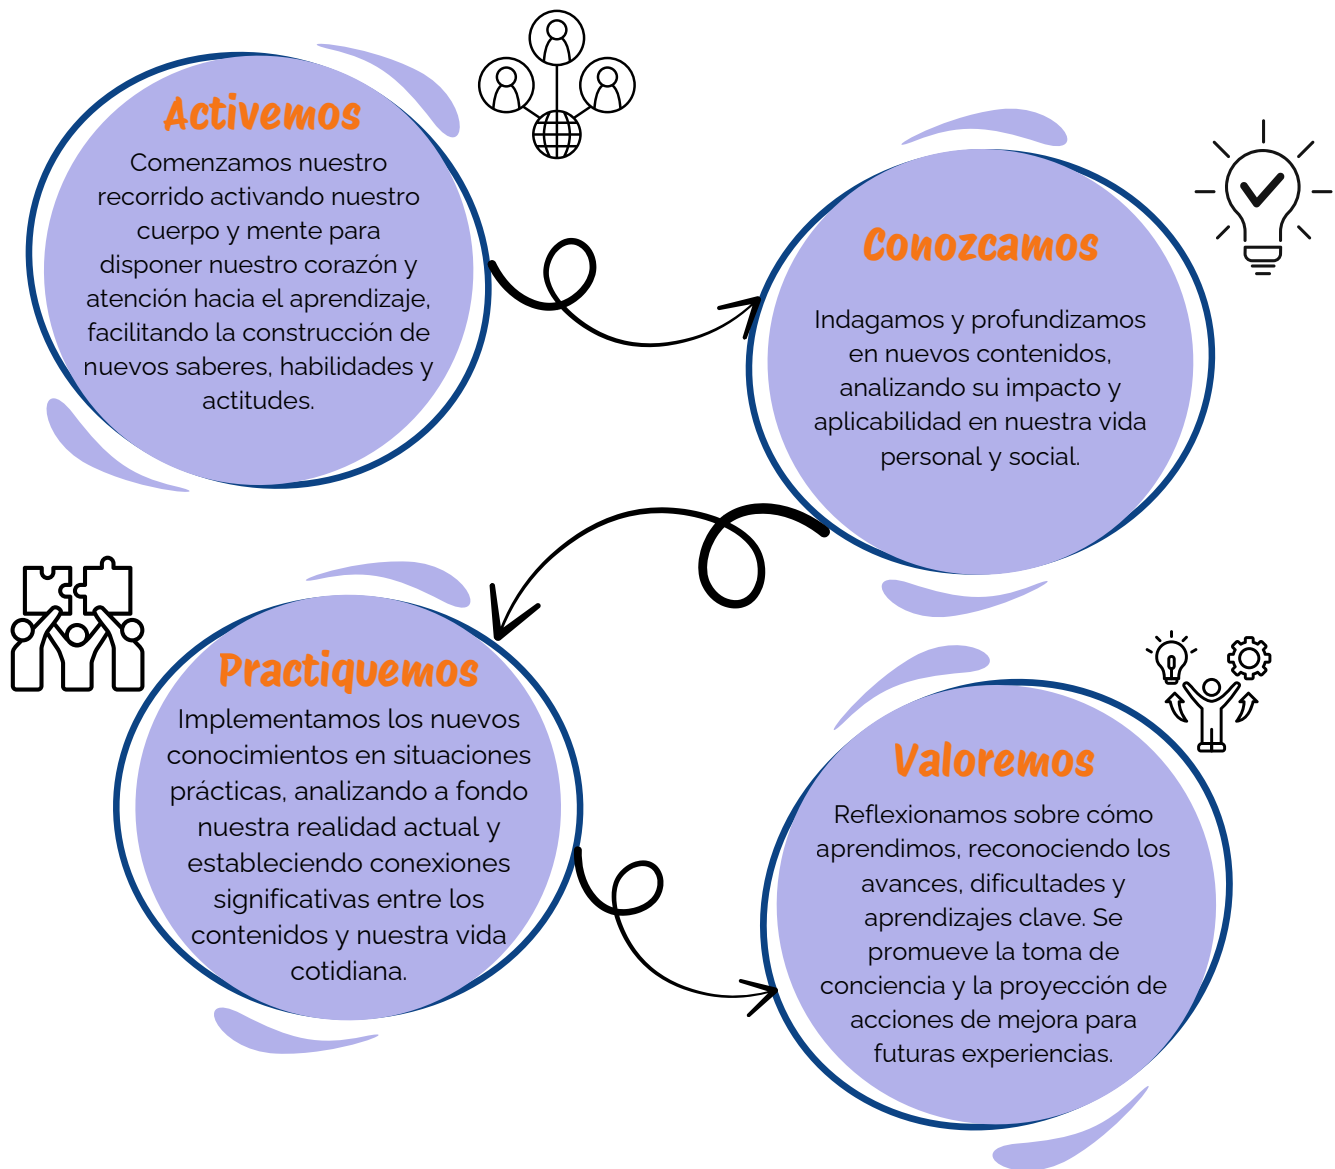 Activemos
Comenzamos nuestro
recorrido activando nuestro
cuerpo y mente para
disponer nuestro corazón y
atención hacia el aprendizaje,
facilitando la construcción de
nuevos saberes, habilidades y
actitudes.
Conozcamos
Indagamos y profundizamos
en nuevos contenidos,
analizando su impacto y
aplicabilidad en nuestra vida
personal y social.
Practiquemos
Implementamos los nuevos
conocimientos en situaciones
prácticas, analizando a fondo
nuestra realidad actual y
estableciendo conexiones
significativas entre los
contenidos y nuestra vida
cotidiana.
Valoremos
Reflexionamos sobre cómo
aprendimos, reconociendo los
avances, dificultades y
aprendizajes clave. Se
promueve la toma de
conciencia y la proyección de
acciones de mejora para
futuras experiencias.